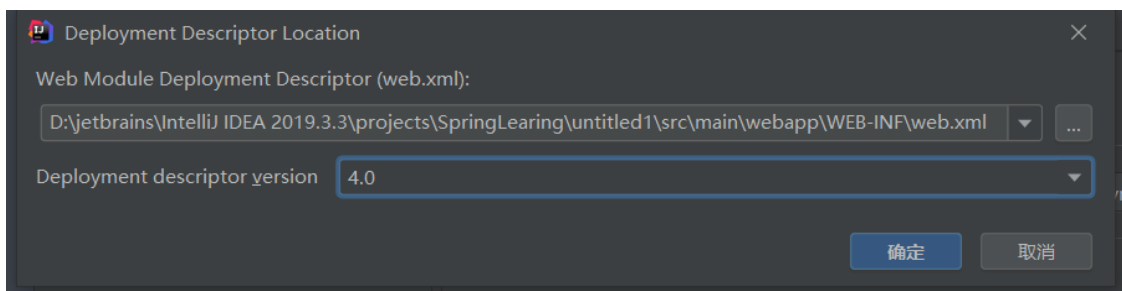 Deployment Descriptor Location
Web Module Deployment Descriptor (web.xml):
D:\jetbrains\IntelliJ IDEA 2019.3.3\projects\SpringLearing\untitled1\src\main\webapp\WEB-INF\web.xml
...
Deployment descriptor version 4.0
确定 取消